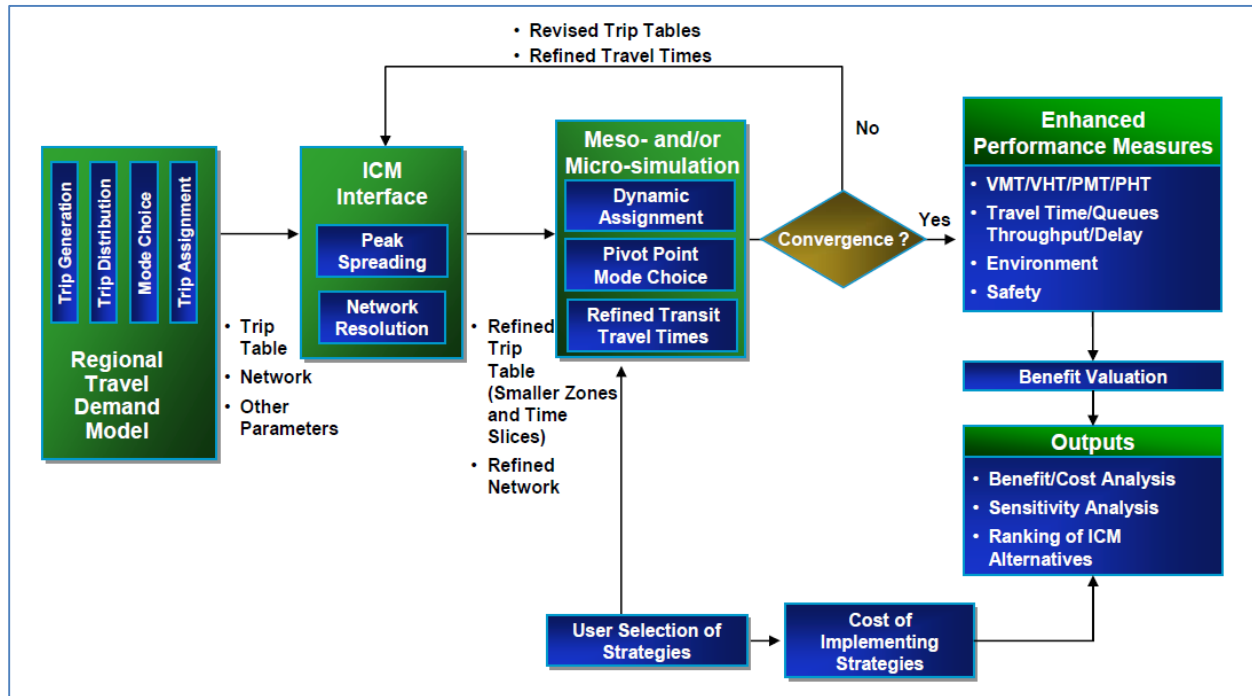 • Revised Trip Tables
• Refined Travel Times
No
Trip Generation
Trip Distribution
Mode Choice
Trip Assignment
Regional
Travel
Demand
Model
• Trip
Table
• Network
• Other
Parameters
ICM
Interface
Peak
Spreading
Network
Resolution
• Refined
Trip
Table
(Smaller Zones
and Time
Slices)
• Refined
Network
Meso- and/or
Micro-simulation
Dynamic
Assignment
Pivot Point
Mode Choice
Refined Transit
Travel Times
Convergence ?
Yes
Enhanced
Performance Measures
• VMT/VHT/PMT/PHT
• Travel Time/Queues
Throughput/Delay
• Environment
• Safety
Benefit Valuation
Outputs
• Benefit/Cost Analysis
• Sensitivity Analysis
• Ranking of ICM
Alternatives
User Selection of
Strategies
Cost of
Implementing
Strategies